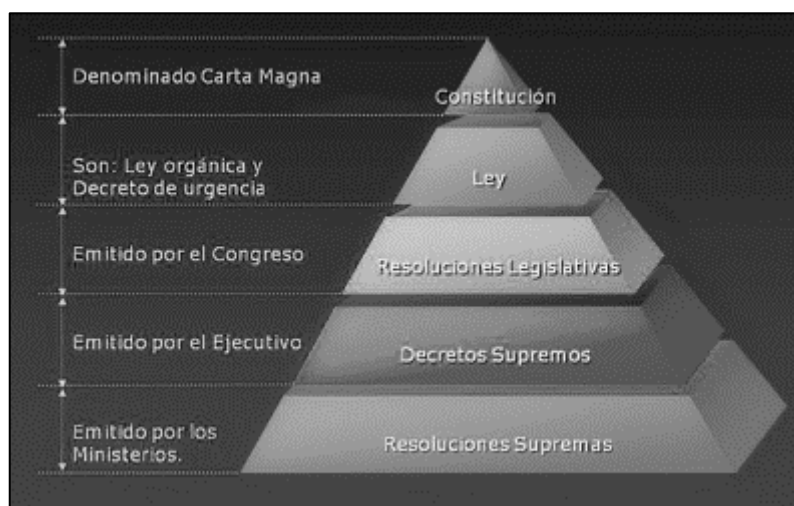 Denominado Carta Magna
Constitución
Son: Ley orgánica y
Decreto de urgencia
Ley
Emitido por el Congreso
Resoluciones Legislativas
Emitido por el Ejecutivo
Decretos Supremos
Emitido por los
Ministerios.
Resoluciones Supremas